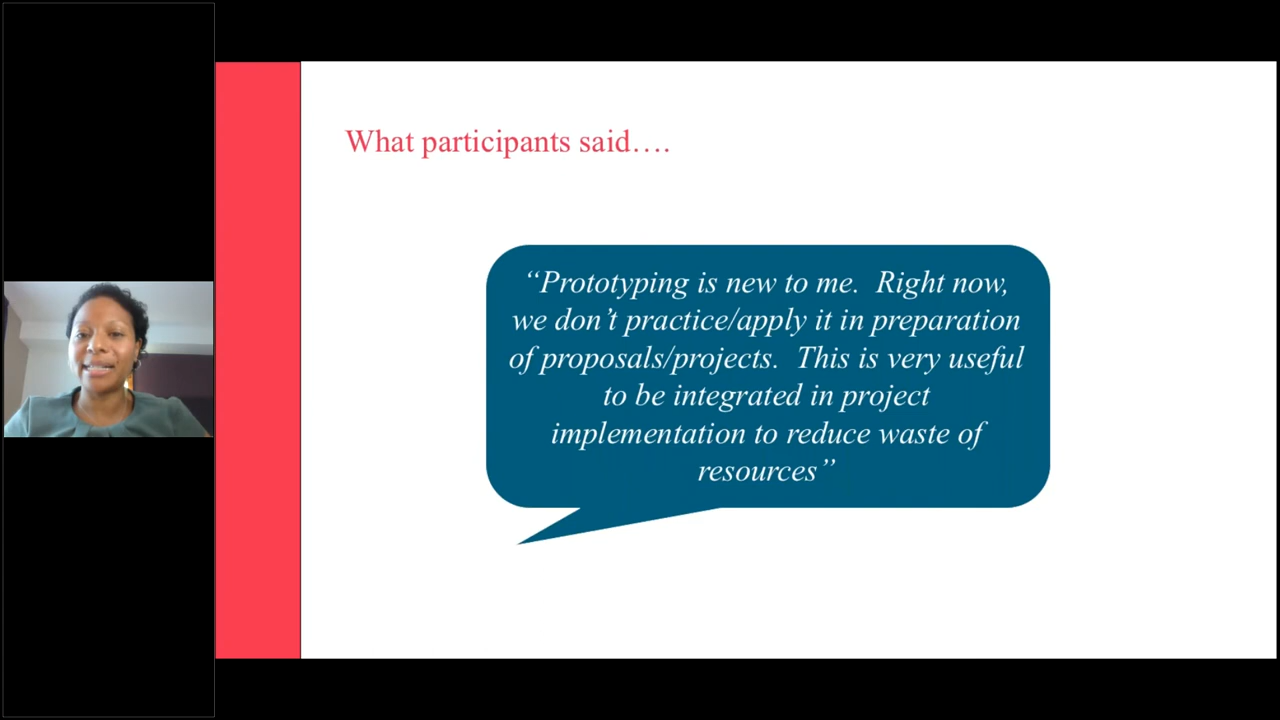 What participants said….
“Prototyping is new to me.  Right now,
we don’t practice/apply it in preparation
of proposals/projects.  This is very useful
to be integrated in project
implementation to reduce waste of
resources”